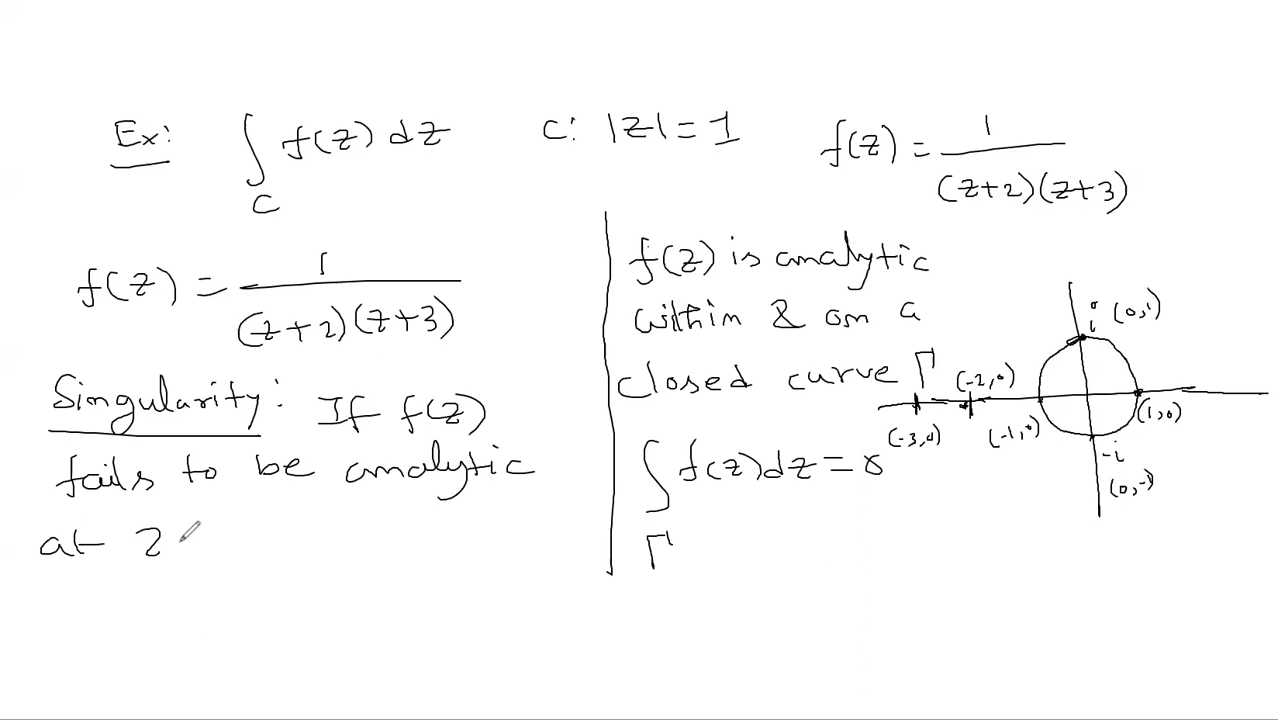 Ex: ∫_C f(z) dz    C: |z| = 1    f(z) = 1/((z+2)(z+3))
f(z) = 1/((z+2)(z+3))
Singularity: If f(z)
fails to be analytic
at z
f(z) is analytic
within & on a
closed curve Γ
∫_Γ f(z)dz = 0
i (0,1)
(-2,0)
(-3,0) (-1,0) (1,0)
-i
(0,-1)